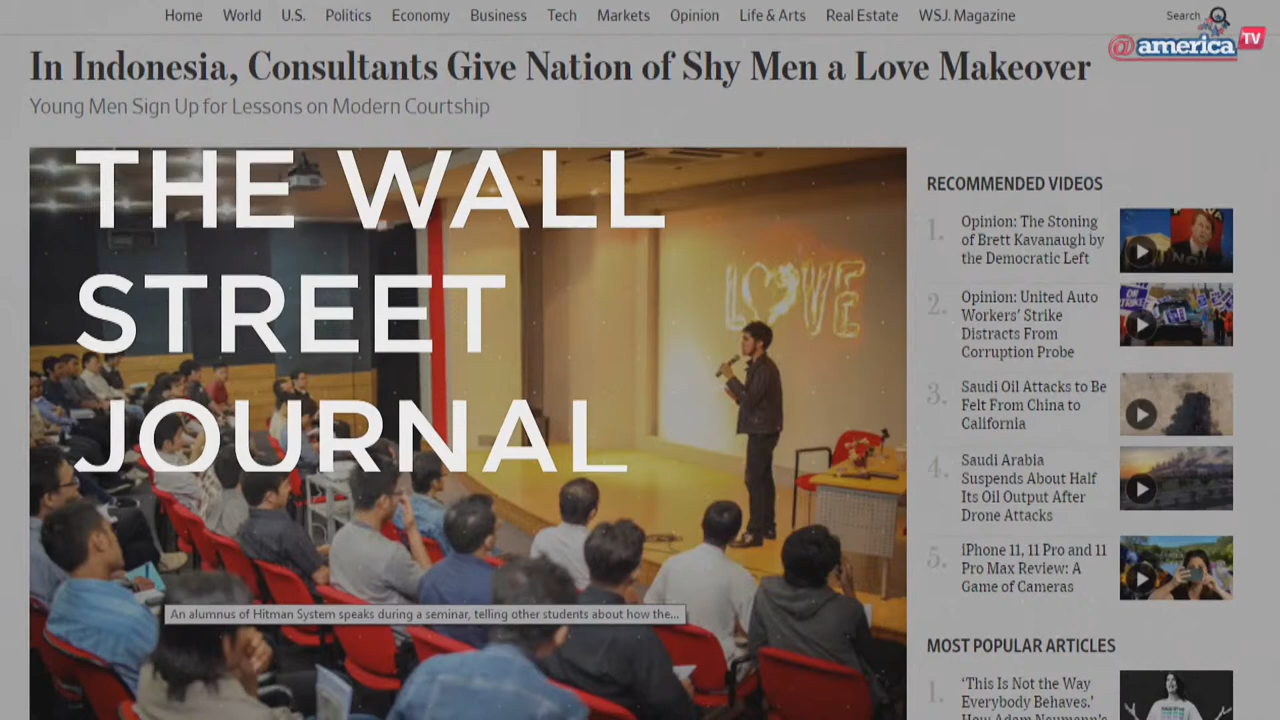 Home World U.S. Politics Economy Business Tech Markets Opinion Life & Arts Real Estate WSJ. Magazine Search
@america TV
In Indonesia, Consultants Give Nation of Shy Men a Love Makeover
Young Men Sign Up for Lessons on Modern Courtship
THE WALL
STREET
JOURNAL
LOVE
An alumnus of Hitman System speaks during a seminar, telling other students about how the...
RECOMMENDED VIDEOS
1.
Opinion: The Stoning
of Brett Kavanaugh by
the Democratic Left
2.
Opinion: United Auto
Workers' Strike
Distracts From
Corruption Probe
ON
STRIKE
3.
Saudi Oil Attacks to Be
Felt From China to
California
4.
Saudi Arabia
Suspends About Half
Its Oil Output After
Drone Attacks
5.
iPhone 11, 11 Pro and 11
Pro Max Review: A
Game of Cameras
MOST POPULAR ARTICLES
1.
'This Is Not the Way
Everybody Behaves.'
How Adam Neumann's